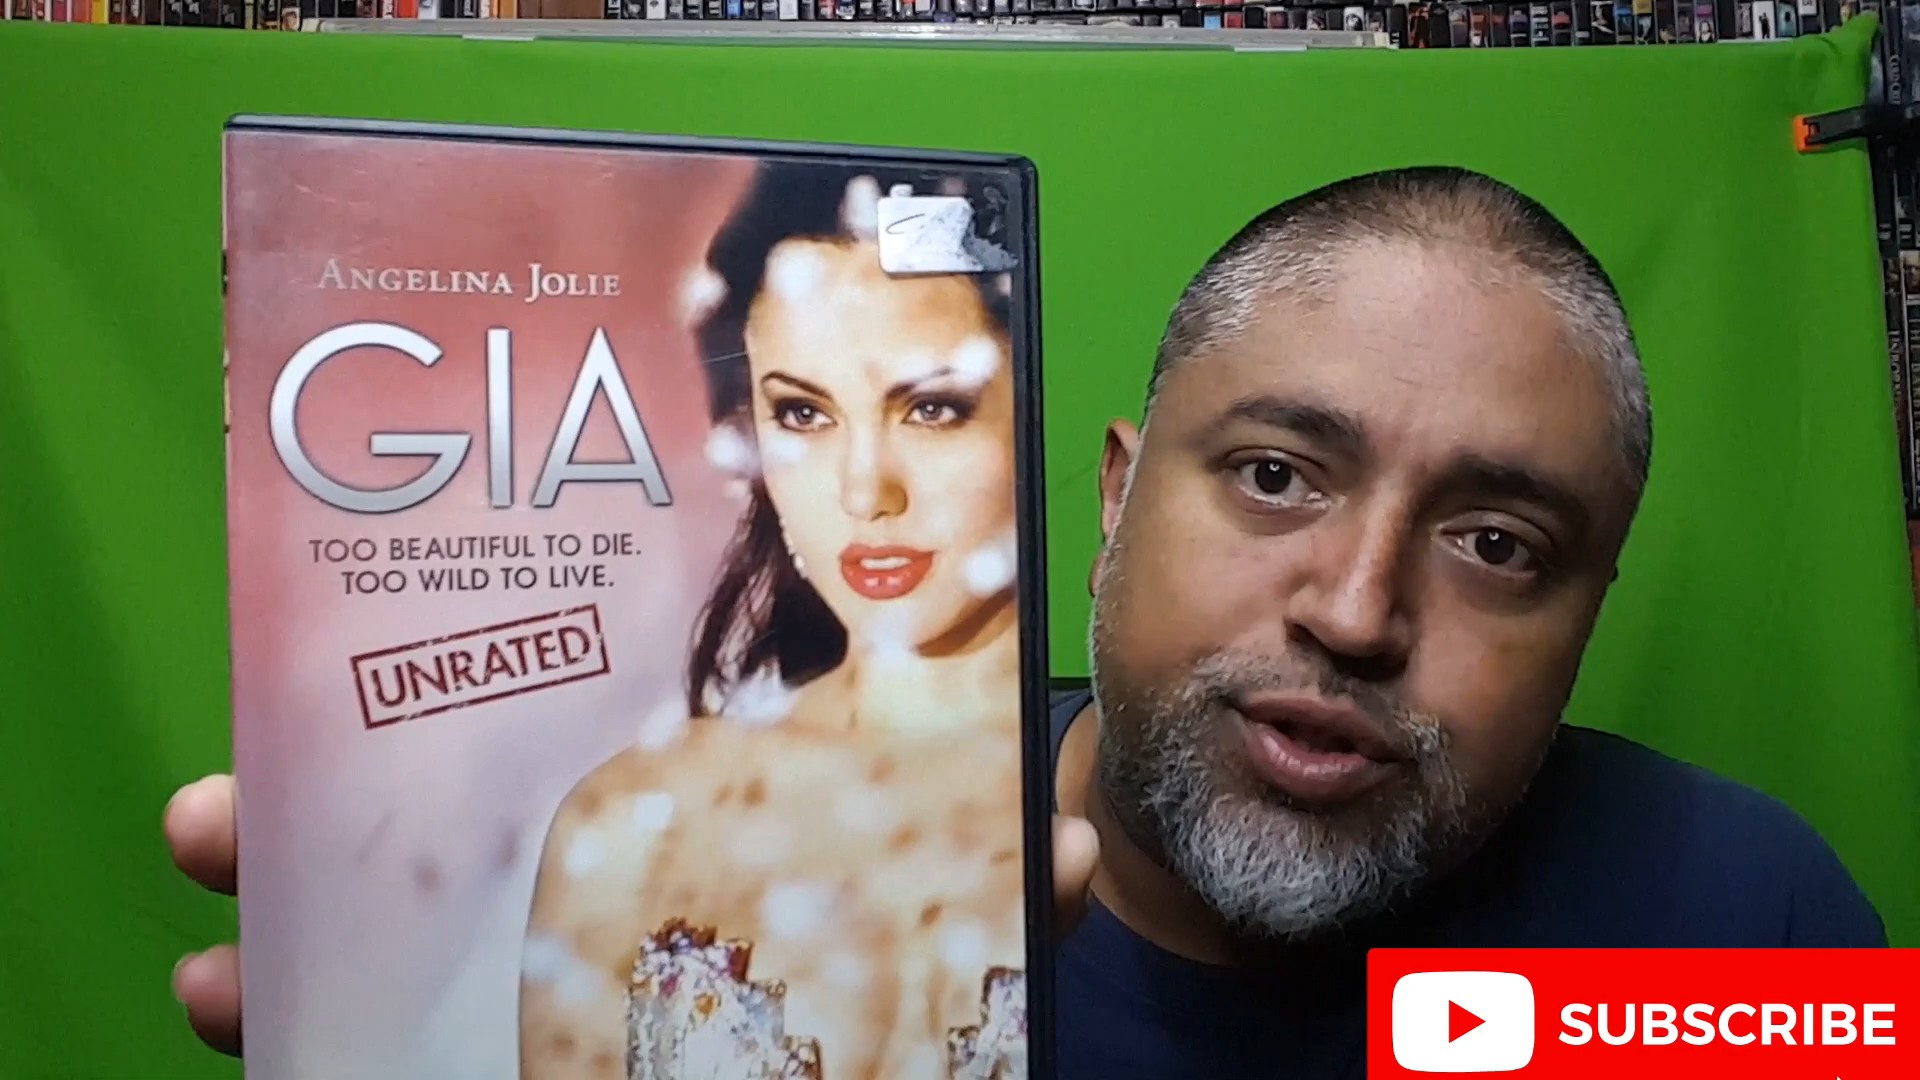 ANGELINA JOLIE
GIA
TOO BEAUTIFUL TO DIE.
TOO WILD TO LIVE.
UNRATED
SUBSCRIBE